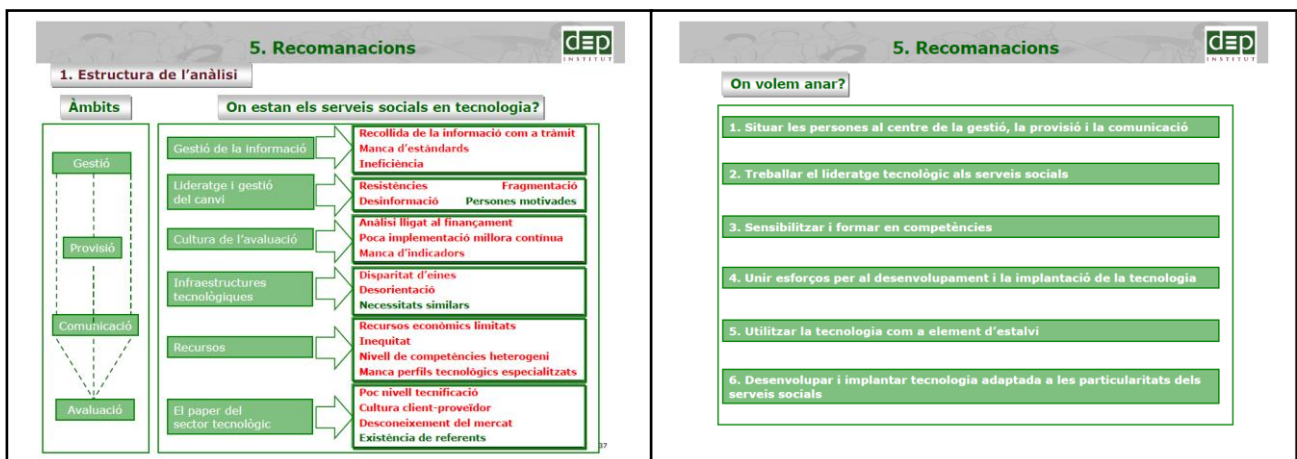 5. Recomanacions
dep
INSTITUT
1. Estructura de l'anàlisi
Àmbits
On estan els serveis socials en tecnologia?
Gestió
Provisió
Comunicació
Avaluació
Gestió de la informació
Recollida de la informació com a tràmit
Manca d'estàndards
Ineficiència
Lideratge i gestió
del canvi
Resistències Fragmentació
Desinformació Persones motivades
Cultura de l'avaluació
Anàlisi lligat al finançament
Poca implementació millora contínua
Manca d'indicadors
Infraestructures
tecnològiques
Disparitat d'eines
Desorientació
Necessitats similars
Recursos
Recursos econòmics limitats
Inequitat
Nivell de competències heterogeni
Manca perfils tecnològics especialitzats
El paper del
sector tecnològic
Poc nivell tecnificació
Cultura client-proveïdor
Desconeixement del mercat
Existència de referents
37
5. Recomanacions
dep
INSTITUT
On volem anar?
1. Situar les persones al centre de la gestió, la provisió i la comunicació
2. Treballar el lideratge tecnològic als serveis socials
3. Sensibilitzar i formar en competències
4. Unir esforços per al desenvolupament i la implantació de la tecnologia
5. Utilitzar la tecnologia com a element d'estalvi
6. Desenvolupar i implantar tecnologia adaptada a les particularitats dels
serveis socials